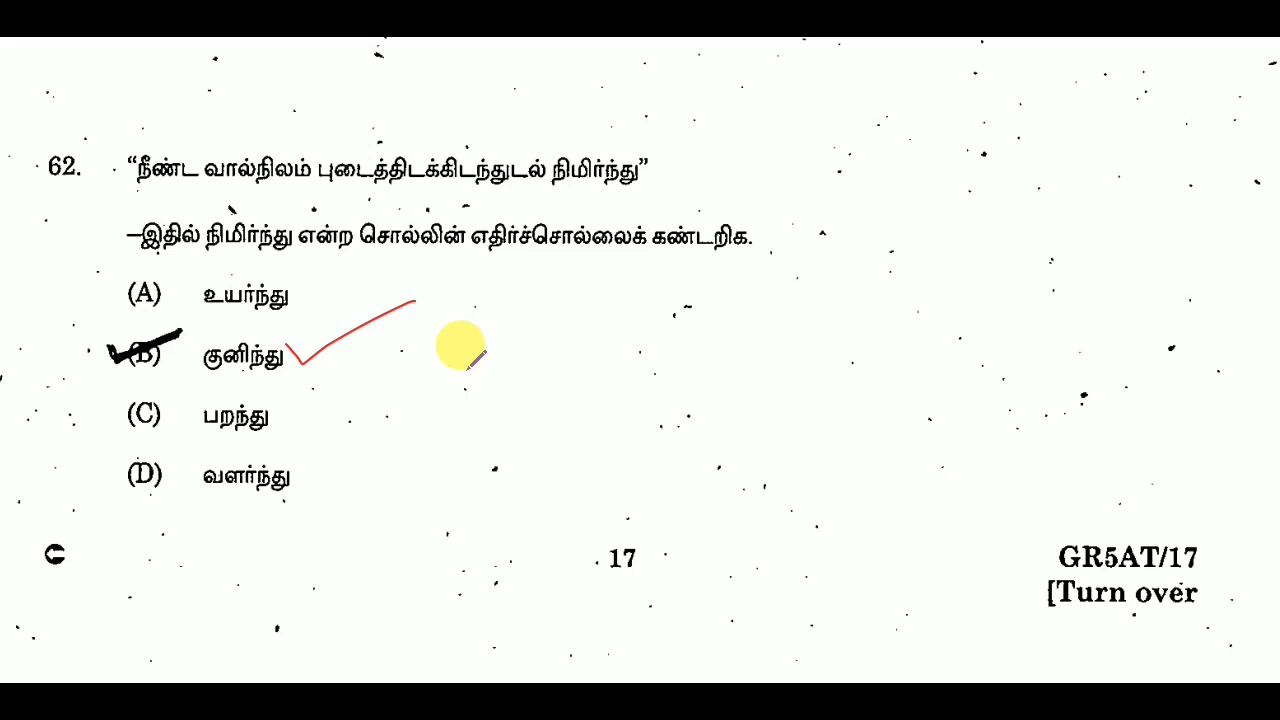 62. “நீண்ட வால்நிலம் புடைத்திடக்கிடந்துடல் நிமிர்ந்து”
–இதில் நிமிர்ந்து என்ற சொல்லின் எதிர்ச்சொல்லைக் கண்டறிக.
(A) உயர்ந்து
(B) குனிந்து
(C) பறந்து
(D) வளர்ந்து
17
GR5AT/17
[Turn over